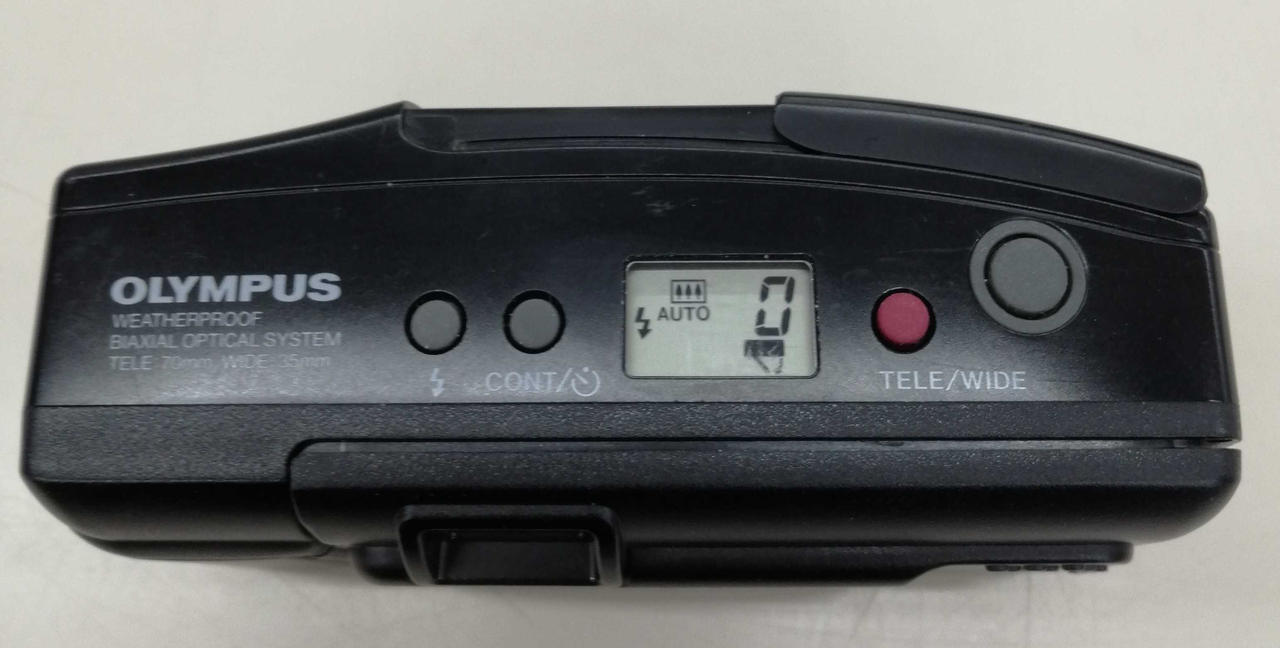 OLYMPUS
WEATHERPROOF
BIAXIAL OPTICAL SYSTEM
TELE 70mm, WIDE 35mm
CONT/
AUTO
0
TELE/WIDE